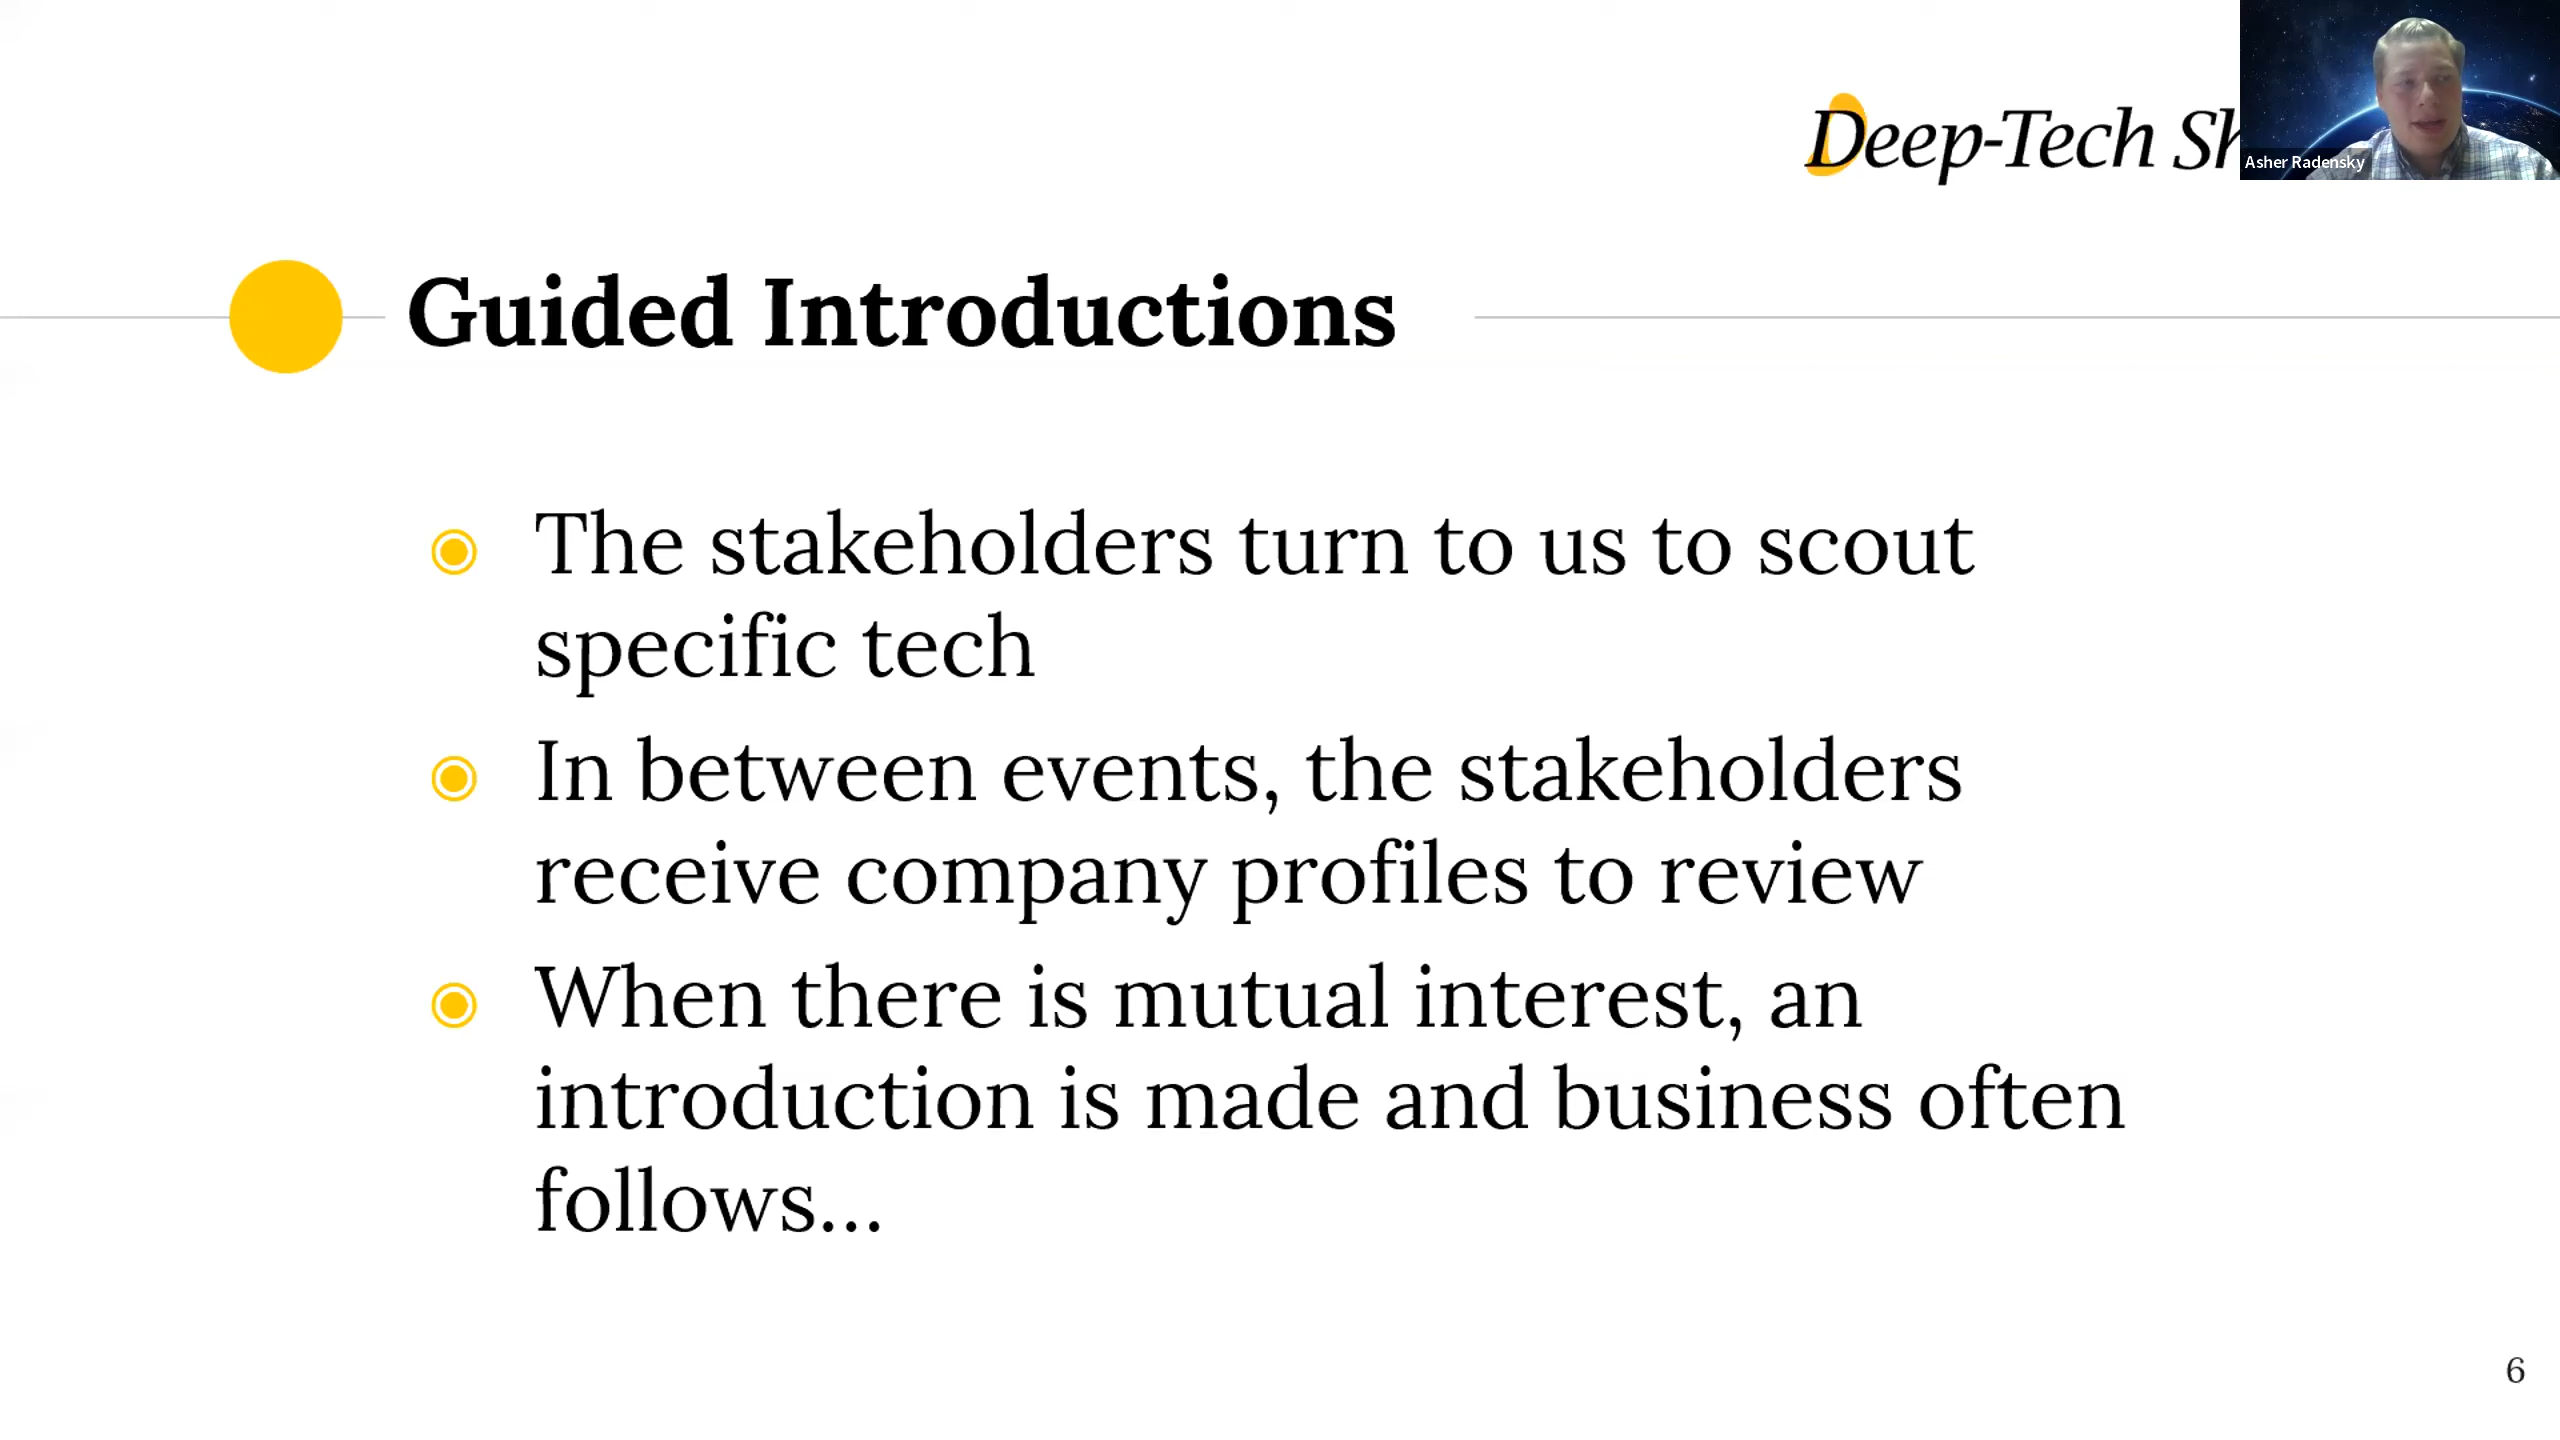 Deep-Tech Sh
Asher Radensky
Guided Introductions
The stakeholders turn to us to scout
specific tech
In between events, the stakeholders
receive company profiles to review
When there is mutual interest, an
introduction is made and business often
follows...
6